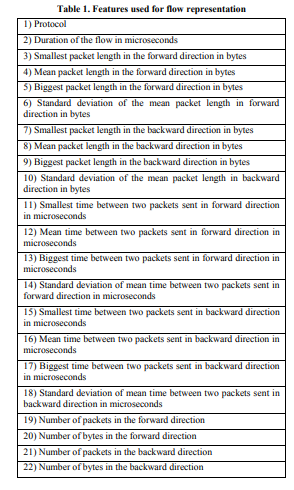 Table 1. Features used for flow representation
1) Protocol
2) Duration of the flow in microseconds
3) Smallest packet length in the forward direction in bytes
4) Mean packet length in the forward direction in bytes
5) Biggest packet length in the forward direction in bytes
6) Standard deviation of the mean packet length in forward
direction in bytes
7) Smallest packet length in the backward direction in bytes
8) Mean packet length in the backward direction in bytes
9) Biggest packet length in the backward direction in bytes
10) Standard deviation of the mean packet length in backward
direction in bytes
11) Smallest time between two packets sent in forward direction
in microseconds
12) Mean time between two packets sent in forward direction in
microseconds
13) Biggest time between two packets sent in forward direction in
microseconds
14) Standard deviation of mean time between two packets sent in
forward direction in microseconds
15) Smallest time between two packets sent in backward direction
in microseconds
16) Mean time between two packets sent in backward direction in
microseconds
17) Biggest time between two packets sent in backward direction
in microseconds
18) Standard deviation of mean time between two packets sent in
backward direction in microseconds
19) Number of packets in the forward direction
20) Number of bytes in the forward direction
21) Number of packets in the backward direction
22) Number of bytes in the backward direction